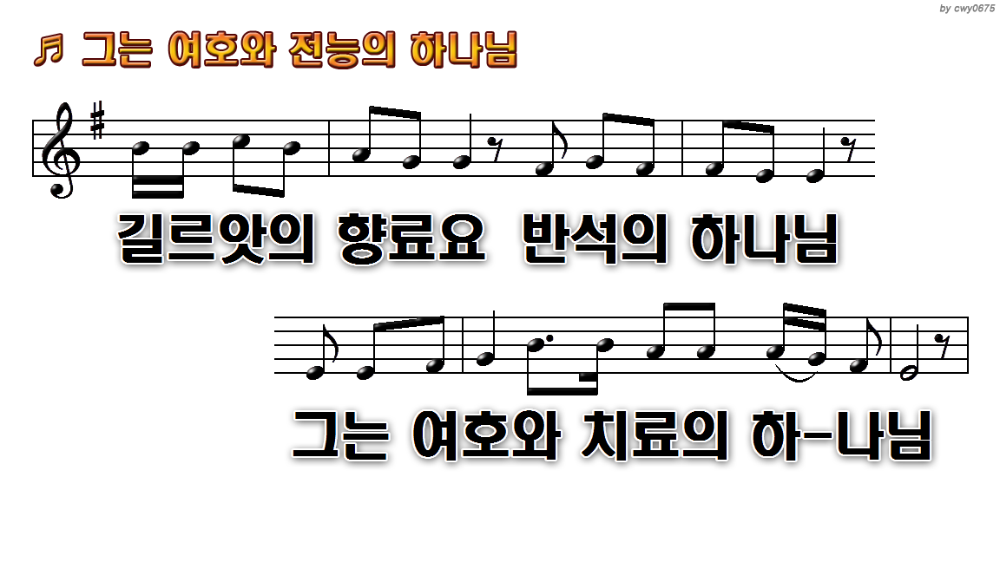 by cwy0675
♬ 그는 여호와 전능의 하나님
길르앗의 향료요 반석의 하나님
그는 여호와 치료의 하-나님